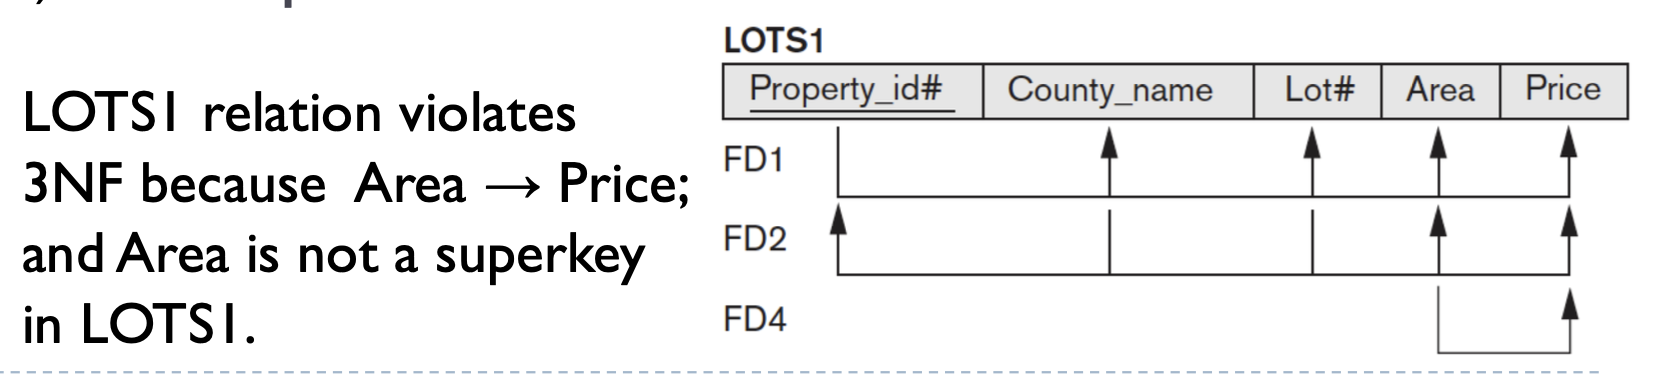 LOTS1 relation violates
3NF because Area → Price;
and Area is not a superkey
in LOTS1.
LOTS1
Property_id# County_name Lot# Area Price
FD1
FD2
FD4